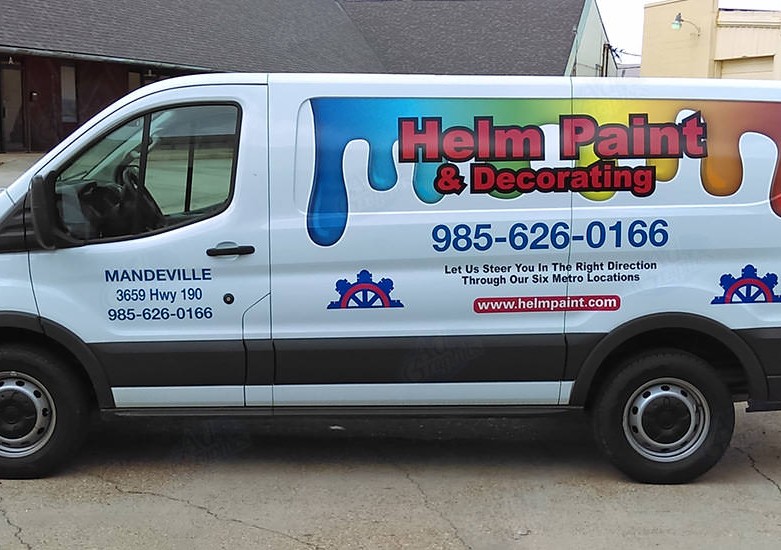 Helm Paint
& Decorating
985-626-0166
Let Us Steer You In The Right Direction
Through Our Six Metro Locations
www.helmpaint.com
MANDEVILLE
3659 Hwy 190
985-626-0166